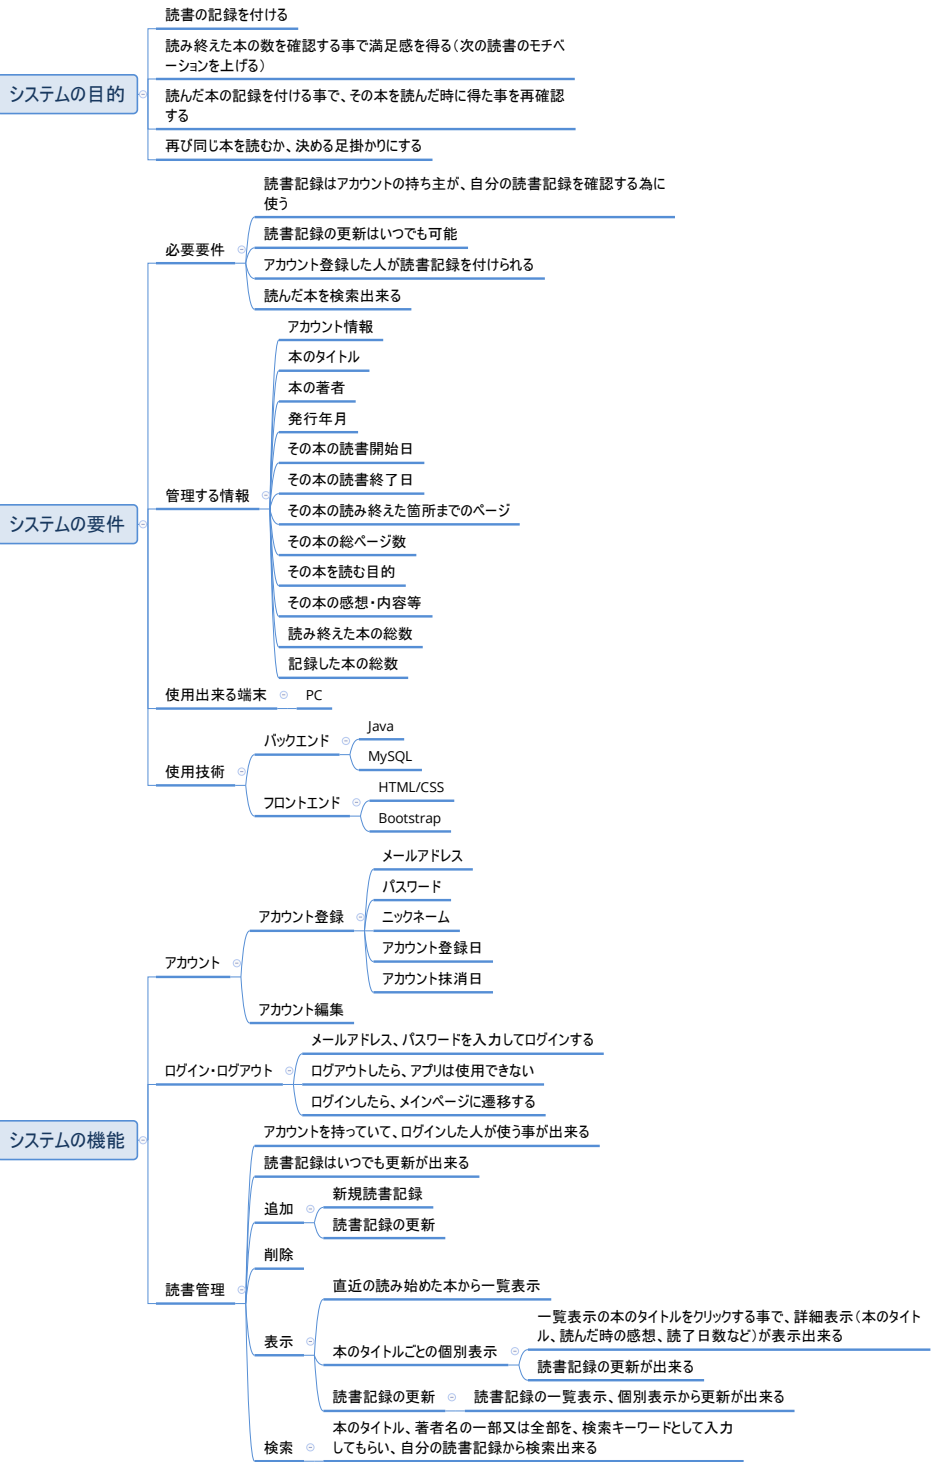 システムの目的
読書の記録を付ける
読み終えた本の数を確認する事で満足感を得る(次の読書のモチベ
ーションを上げる)
読んだ本の記録を付ける事で、その本を読んだ時に得た事を再確認
する
再び同じ本を読むか、決める足掛かりにする
システムの要件
必要要件
読書記録はアカウントの持ち主が、自分の読書記録を確認する為に
使う
読書記録の更新はいつでも可能
アカウント登録した人が読書記録を付けられる
読んだ本を検索出来る
管理する情報
アカウント情報
本のタイトル
本の著者
発行年月
その本の読書開始日
その本の読書終了日
その本の読み終えた箇所までのページ
その本の総ページ数
その本を読む目的
その本の感想・内容等
読み終えた本の総数
記録した本の総数
使用出来る端末
PC
使用技術
バックエンド
Java
MySQL
フロントエンド
HTML/CSS
Bootstrap
システムの機能
アカウント
アカウント登録
メールアドレス
パスワード
ニックネーム
アカウント登録日
アカウント抹消日
アカウント編集
ログイン・ログアウト
メールアドレス、パスワードを入力してログインする
ログアウトしたら、アプリは使用できない
ログインしたら、メインページに遷移する
読書管理
アカウントを持っていて、ログインした人が使う事が出来る
読書記録はいつでも更新が出来る
追加
新規読書記録
読書記録の更新
削除
表示
直近の読み始めた本から一覧表示
本のタイトルごとの個別表示
一覧表示の本のタイトルをクリックする事で、詳細表示(本のタイト
ル、読んだ時の感想、読了日数など)が表示出来る
読書記録の更新が出来る
読書記録の更新
読書記録の一覧表示、個別表示から更新が出来る
検索
本のタイトル、著者名の一部又は全部を、検索キーワードとして入力
してもらい、自分の読書記録から検索出来る